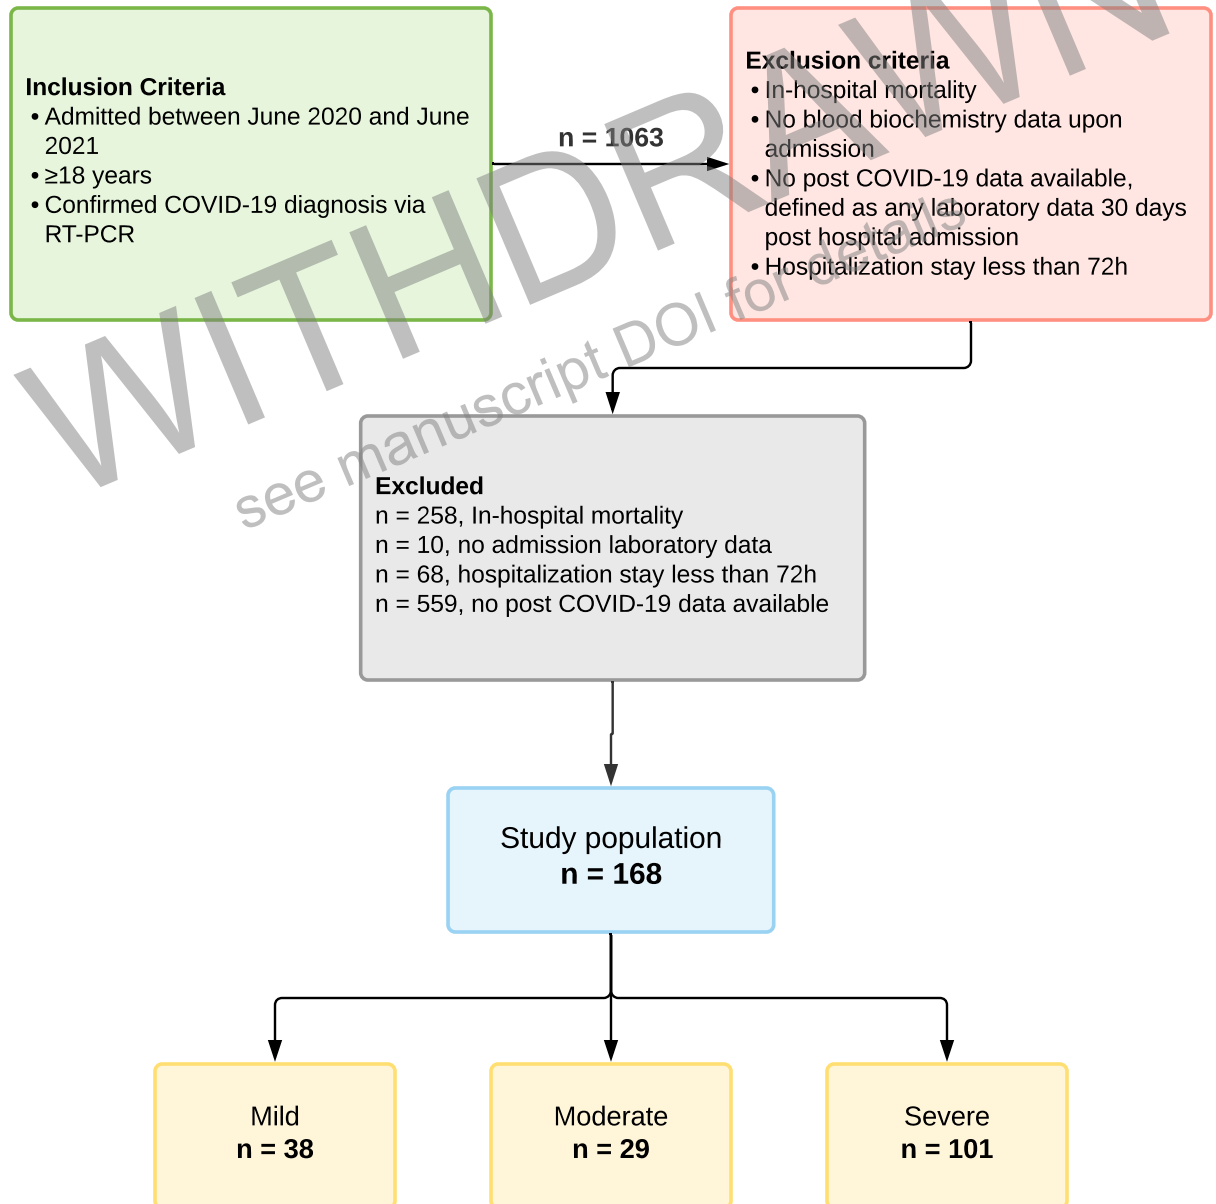 Inclusion Criteria
• Admitted between June 2020 and June
2021
• ≥18 years
• Confirmed COVID-19 diagnosis via
RT-PCR
n = 1063
Exclusion criteria
• In-hospital mortality
• No blood biochemistry data upon
admission
• No post COVID-19 data available,
defined as any laboratory data 30 days
post hospital admission
• Hospitalization stay less than 72h
WITHDRAWN
see manuscript DOI for details
Excluded
n = 258, In-hospital mortality
n = 10, no admission laboratory data
n = 68, hospitalization stay less than 72h
n = 559, no post COVID-19 data available
Study population
n = 168
Mild
n = 38
Moderate
n = 29
Severe
n = 101